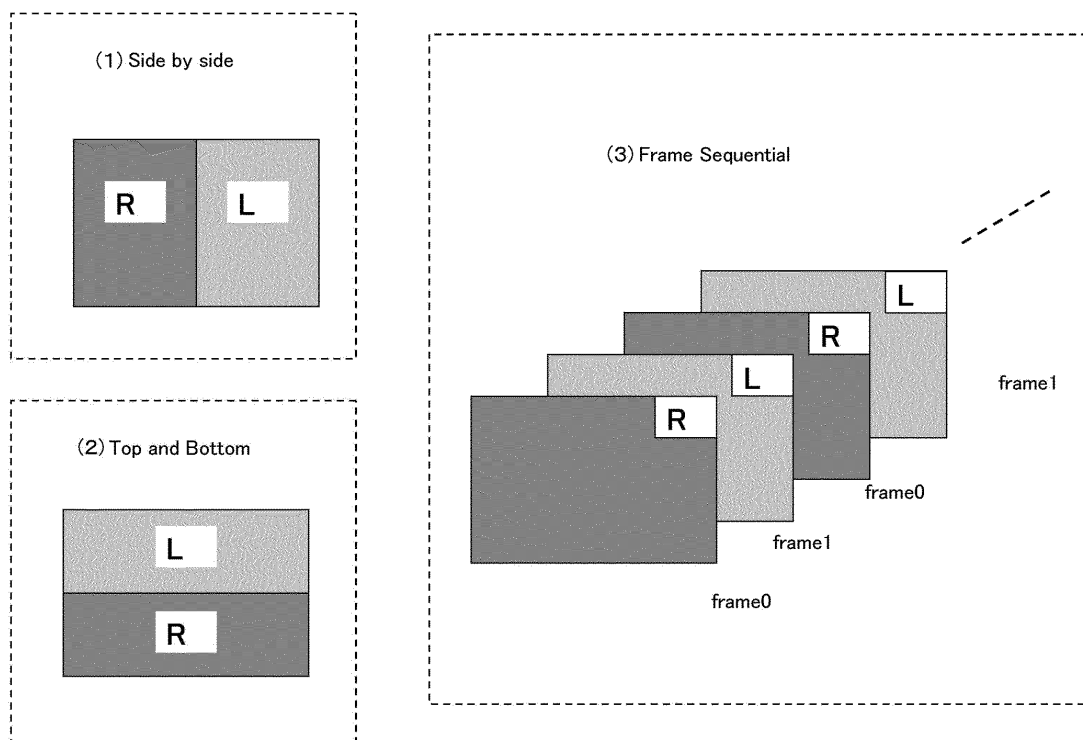 (1) Side by side
R L
(2) Top and Bottom
L
R
(3) Frame Sequential
L
R
L
R
frame1
frame0
frame1
frame0